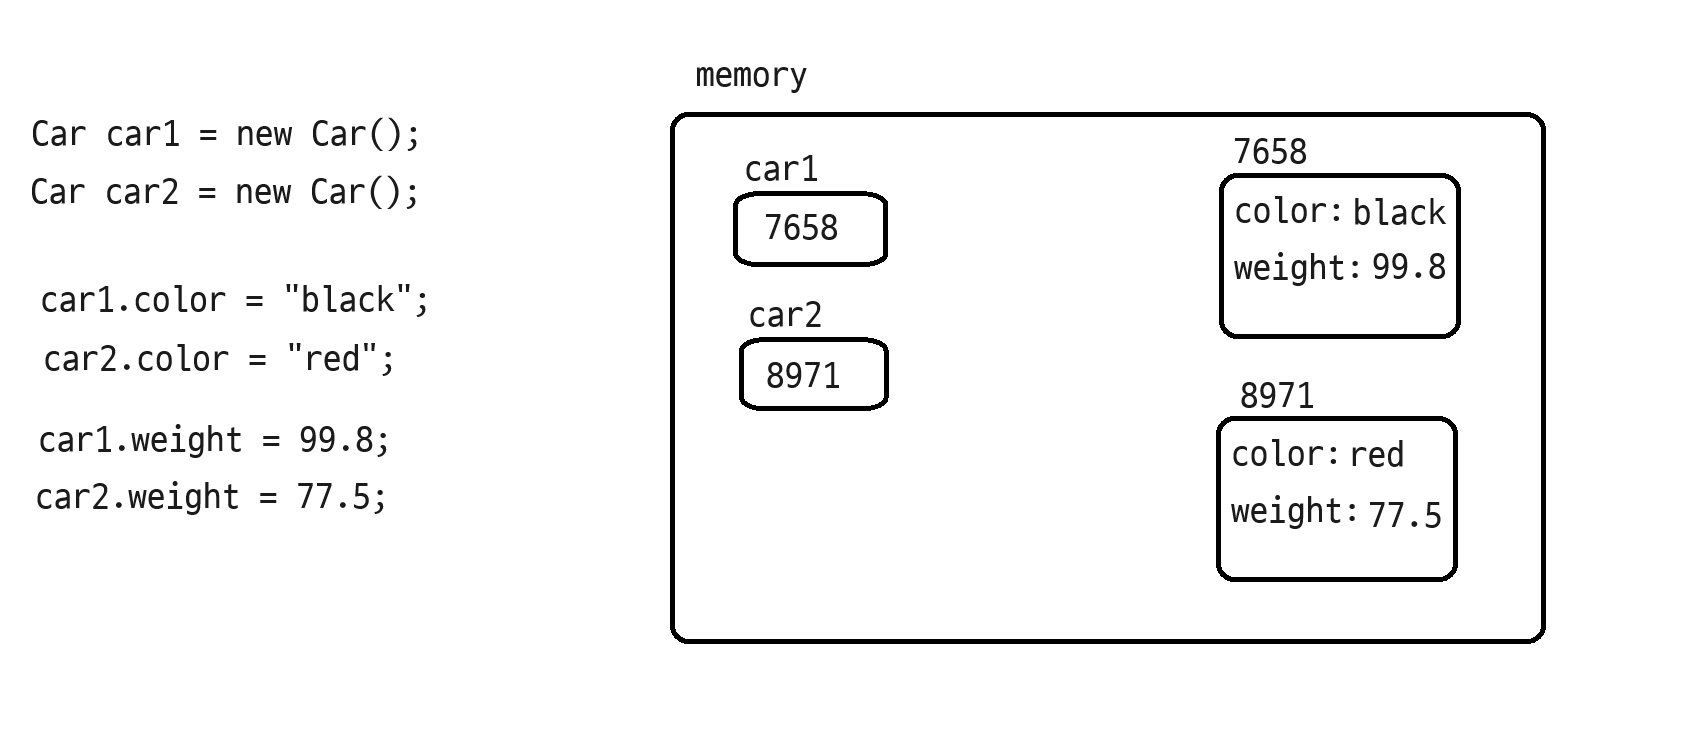 Car car1 = new Car();
Car car2 = new Car();
car1.color = "black";
car2.color = "red";
car1.weight = 99.8;
car2.weight = 77.5;
memory
car1
7658
car2
8971
7658
color: black
weight: 99.8
8971
color: red
weight: 77.5